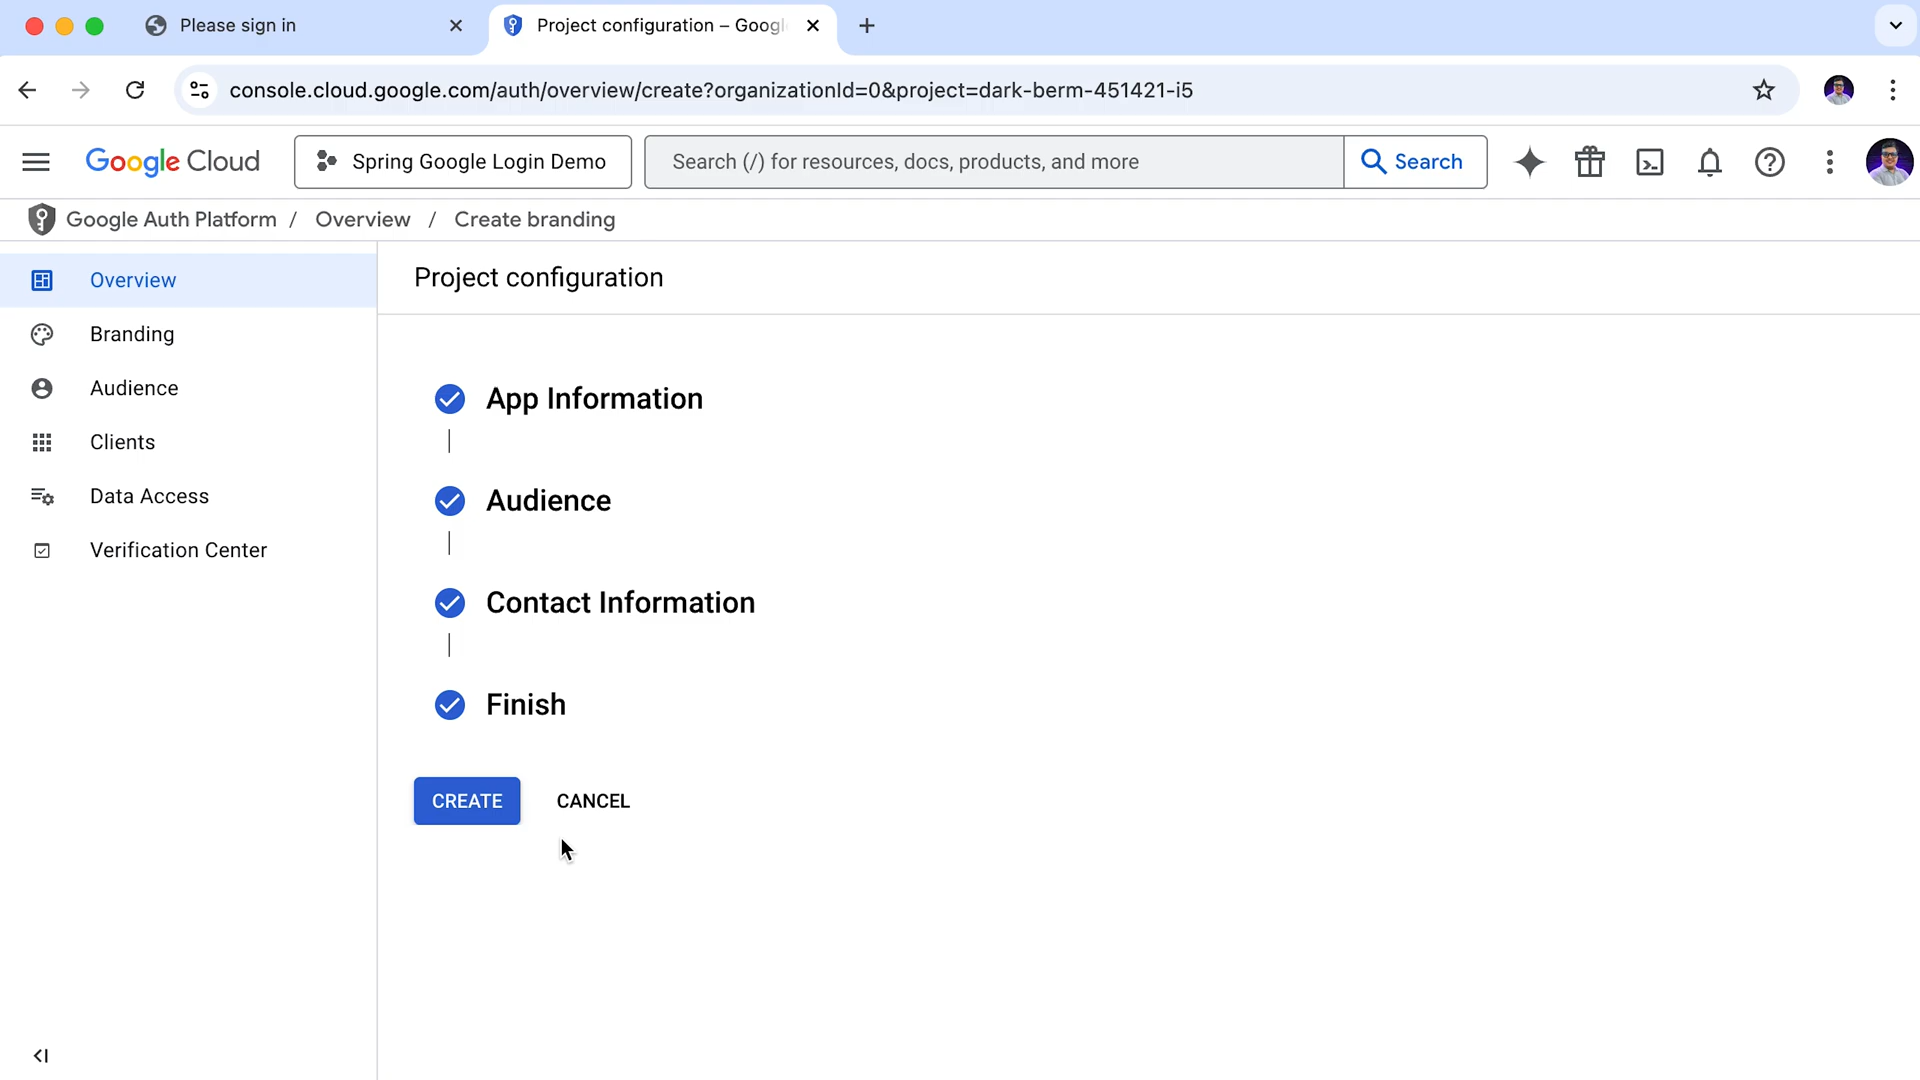 Please sign in
Project configuration – Googl
console.cloud.google.com/auth/overview/create?organizationId=0&project=dark-berm-451421-i5
Google Cloud
Spring Google Login Demo
Search (/) for resources, docs, products, and more
Search
Google Auth Platform / Overview / Create branding
Overview
Branding
Audience
Clients
Data Access
Verification Center
Project configuration
App Information
Audience
Contact Information
Finish
CREATE
CANCEL